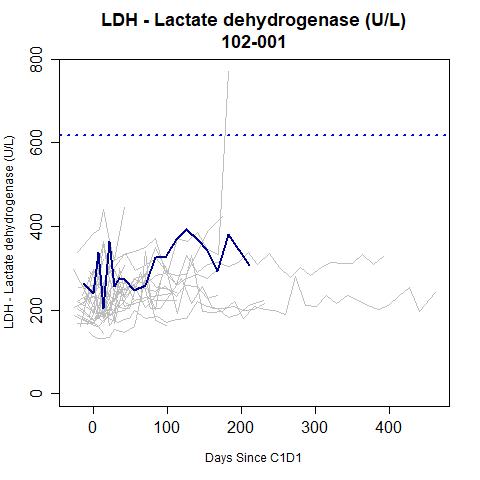 LDH - Lactate dehydrogenase (U/L)
102-001
LDH - Lactate dehydrogenase (U/L)
800
600
400
200
0
0 100 200 300 400
Days Since C1D1